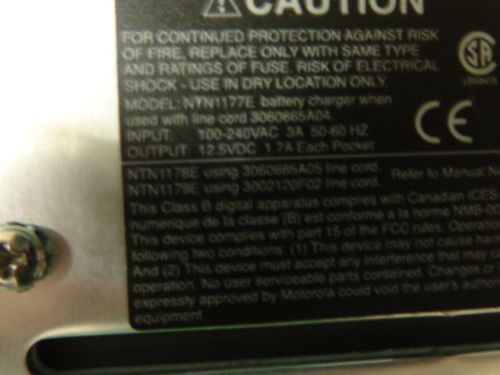 CAUTION
FOR CONTINUED PROTECTION AGAINST RISK
OF FIRE, REPLACE ONLY WITH SAME TYPE
AND RATINGS OF FUSE. RISK OF ELECTRICAL
SHOCK - USE IN DRY LOCATION ONLY.
MODEL: NTN1177E battery charger when
used with line cord 3060665A04.
INPUT: 100-240VAC 3A 50-60 HZ
OUTPUT: 12.5VDC 1.7A Each Pocket
SA
CE
NTN1178E using 3060665A05 line cord.
NTN1179E using 3002120F02 line cord. Refer to Manual
This Class B digital apparatus complies with Canadian ICES
numerique de la classe (B) est conforme a la norme NMB-00
This device complies with part 15 of the FCC rules. Operat
following two conditions: (1) This device may not cause har
And (2) This device must accept any interference that may
operation. No user serviceable parts contained. Changes or
expressly approved by Motorola could void the user's
equipment.